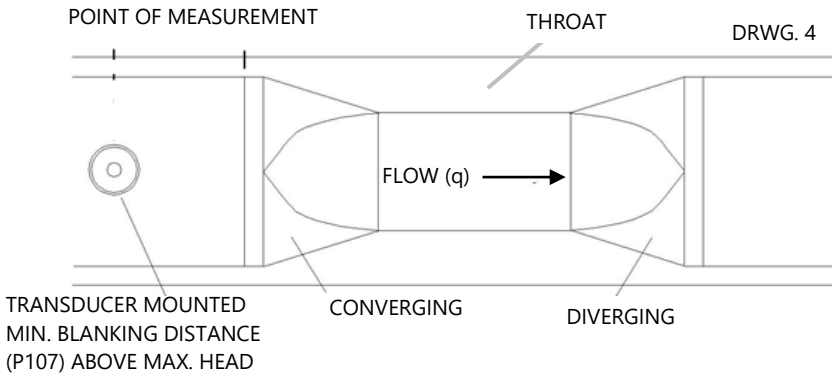 POINT OF MEASUREMENT
THROAT
DRWG. 4
FLOW (q)
TRANSDUCER MOUNTED
MIN. BLANKING DISTANCE
(P107) ABOVE MAX. HEAD
CONVERGING
DIVERGING